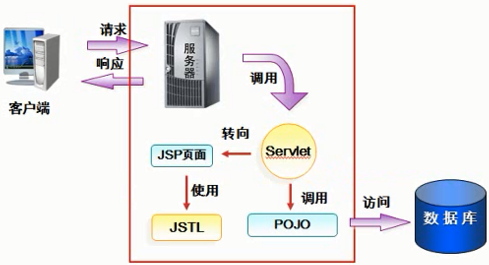 请求
响应
客户端
服务器
调用
转向
Servlet
JSP页面
使用
调用
访问
JSTL
POJO
数据库